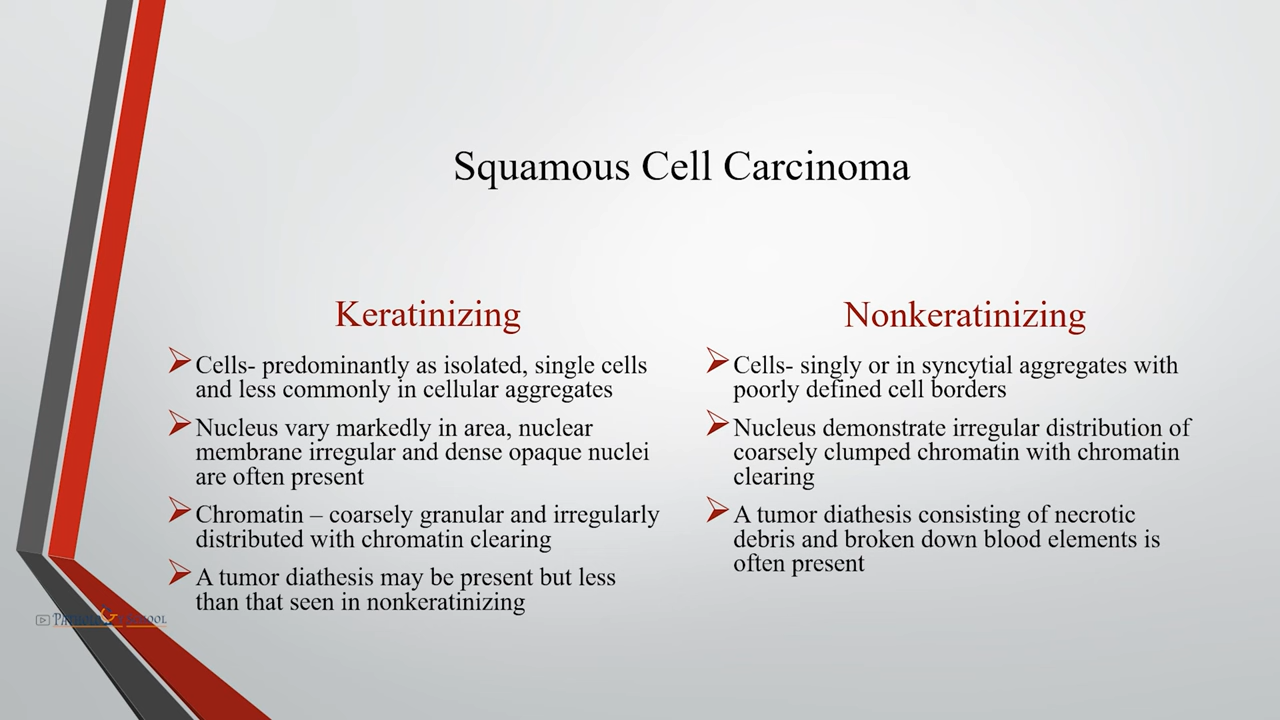 Squamous Cell Carcinoma
Keratinizing
Cells- predominantly as isolated, single cells
and less commonly in cellular aggregates
Nucleus vary markedly in area, nuclear
membrane irregular and dense opaque nuclei
are often present
Chromatin – coarsely granular and irregularly
distributed with chromatin clearing
A tumor diathesis may be present but less
than that seen in nonkeratinizing
Nonkeratinizing
Cells- singly or in syncytial aggregates with
poorly defined cell borders
Nucleus demonstrate irregular distribution of
coarsely clumped chromatin with chromatin
clearing
A tumor diathesis consisting of necrotic
debris and broken down blood elements is
often present